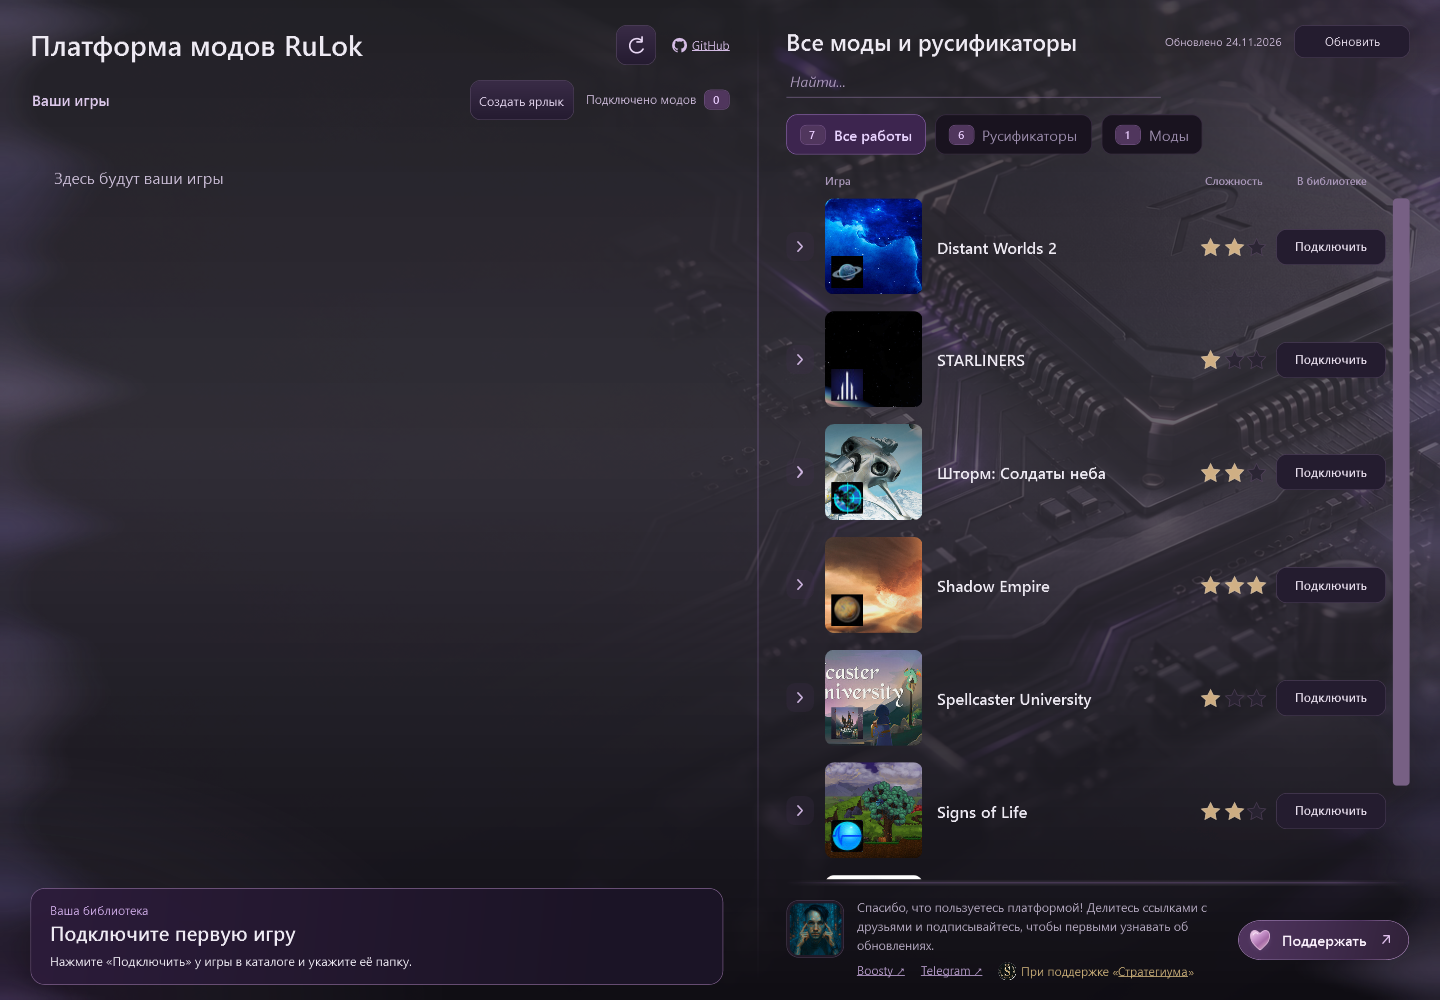 Платформа модов RuLok
GitHub
Ваши игры
Создать ярлык
Подключено модов 0
Здесь будут ваши игры
Ваша библиотека
Подключите первую игру
Нажмите «Подключить» у игры в каталоге и укажите её папку.
Все моды и русификаторы
Обновлено 24.11.2026
Обновить
Найти...
7 Все работы
6 Русификаторы
1 Моды
Игра
Сложность
В библиотеке
Distant Worlds 2
Подключить
STARLINERS
Подключить
Шторм: Солдаты неба
Подключить
Shadow Empire
Подключить
caster
niversity
Spellcaster University
Подключить
Signs of Life
Подключить
Спасибо, что пользуетесь платформой! Делитесь ссылками с
друзьями и подписывайтесь, чтобы первыми узнавать об
обновлениях.
Boosty ↗ Telegram ↗ S При поддержке «Стратегиума»
Поддержать ↗